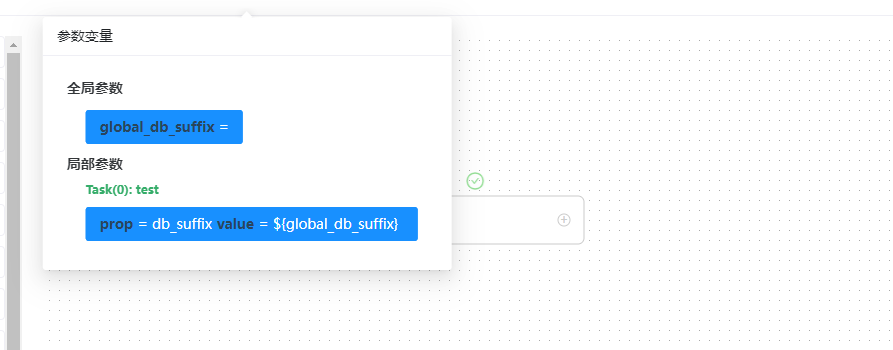 参数变量
全局参数
global_db_suffix =
局部参数
Task(0): test
prop = db_suffix value = ${global_db_suffix}